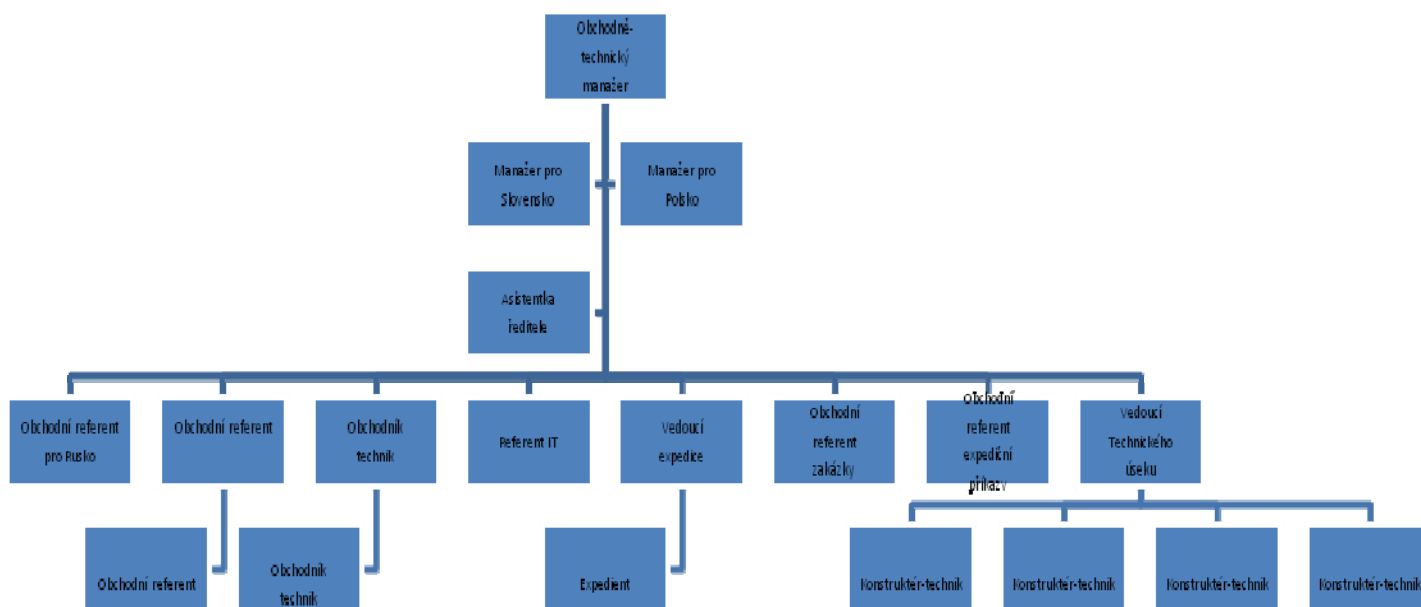 Obchodně-
technický
manažer
Manažer pro
Slovensko
Manažer pro
Polsko
Asistentka
ředitele
Obchodní referent
pro Rusko
Obchodní referent
Obchodník
technik
Referent IT
Vedoucí
expedice
Obchodní
referent
zakázky
Obchodní
referent
expediční
příkazy
Vedoucí
Technického
úseku
Obchodní referent
Obchodník
technik
Expedient
Konstruktér-technik
Konstruktér-technik
Konstruktér-technik
Konstruktér-technik